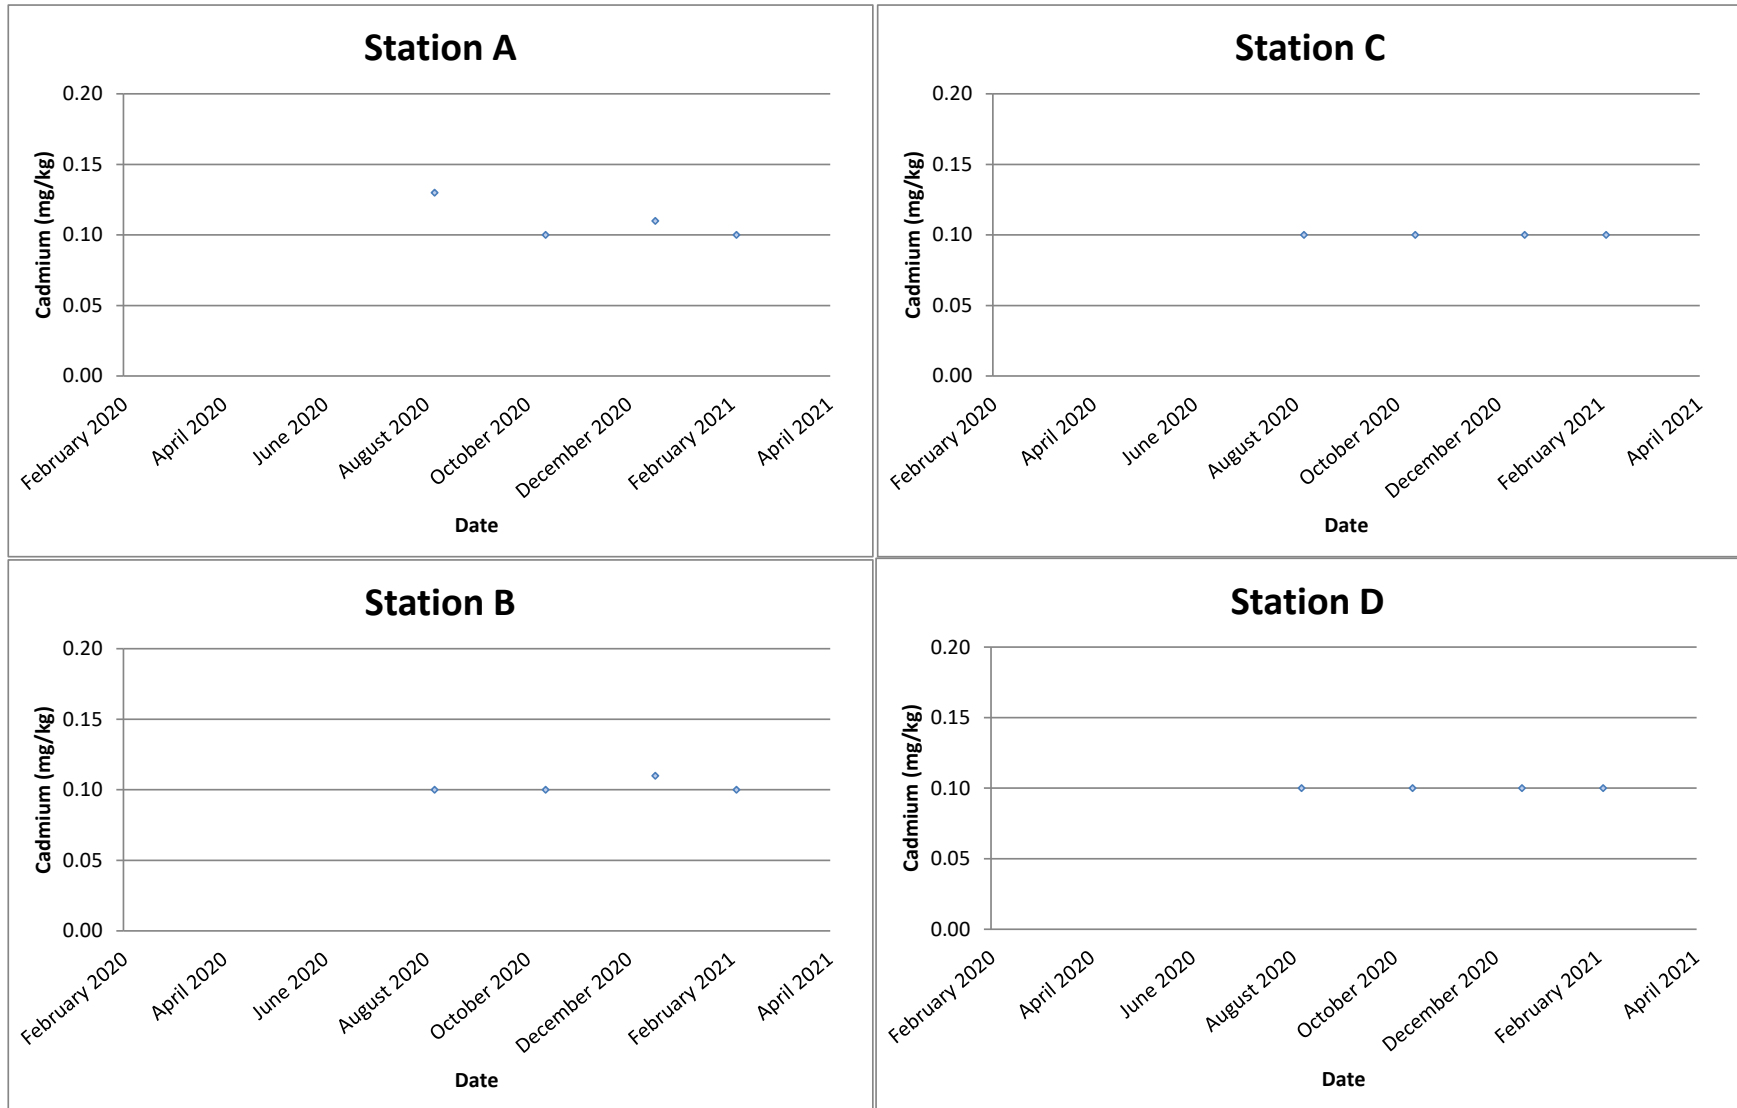 Station A
0.20
0.15
0.10
0.05
0.00
Cadmium (mg/kg)
February 2020
April 2020
June 2020
August 2020
October 2020
December 2020
February 2021
April 2021
Date
Station C
0.20
0.15
0.10
0.05
0.00
Cadmium (mg/kg)
February 2020
April 2020
June 2020
August 2020
October 2020
December 2020
February 2021
April 2021
Date
Station B
0.20
0.15
0.10
0.05
0.00
Cadmium (mg/kg)
February 2020
April 2020
June 2020
August 2020
October 2020
December 2020
February 2021
April 2021
Date
Station D
0.20
0.15
0.10
0.05
0.00
Cadmium (mg/kg)
February 2020
April 2020
June 2020
August 2020
October 2020
December 2020
February 2021
April 2021
Date